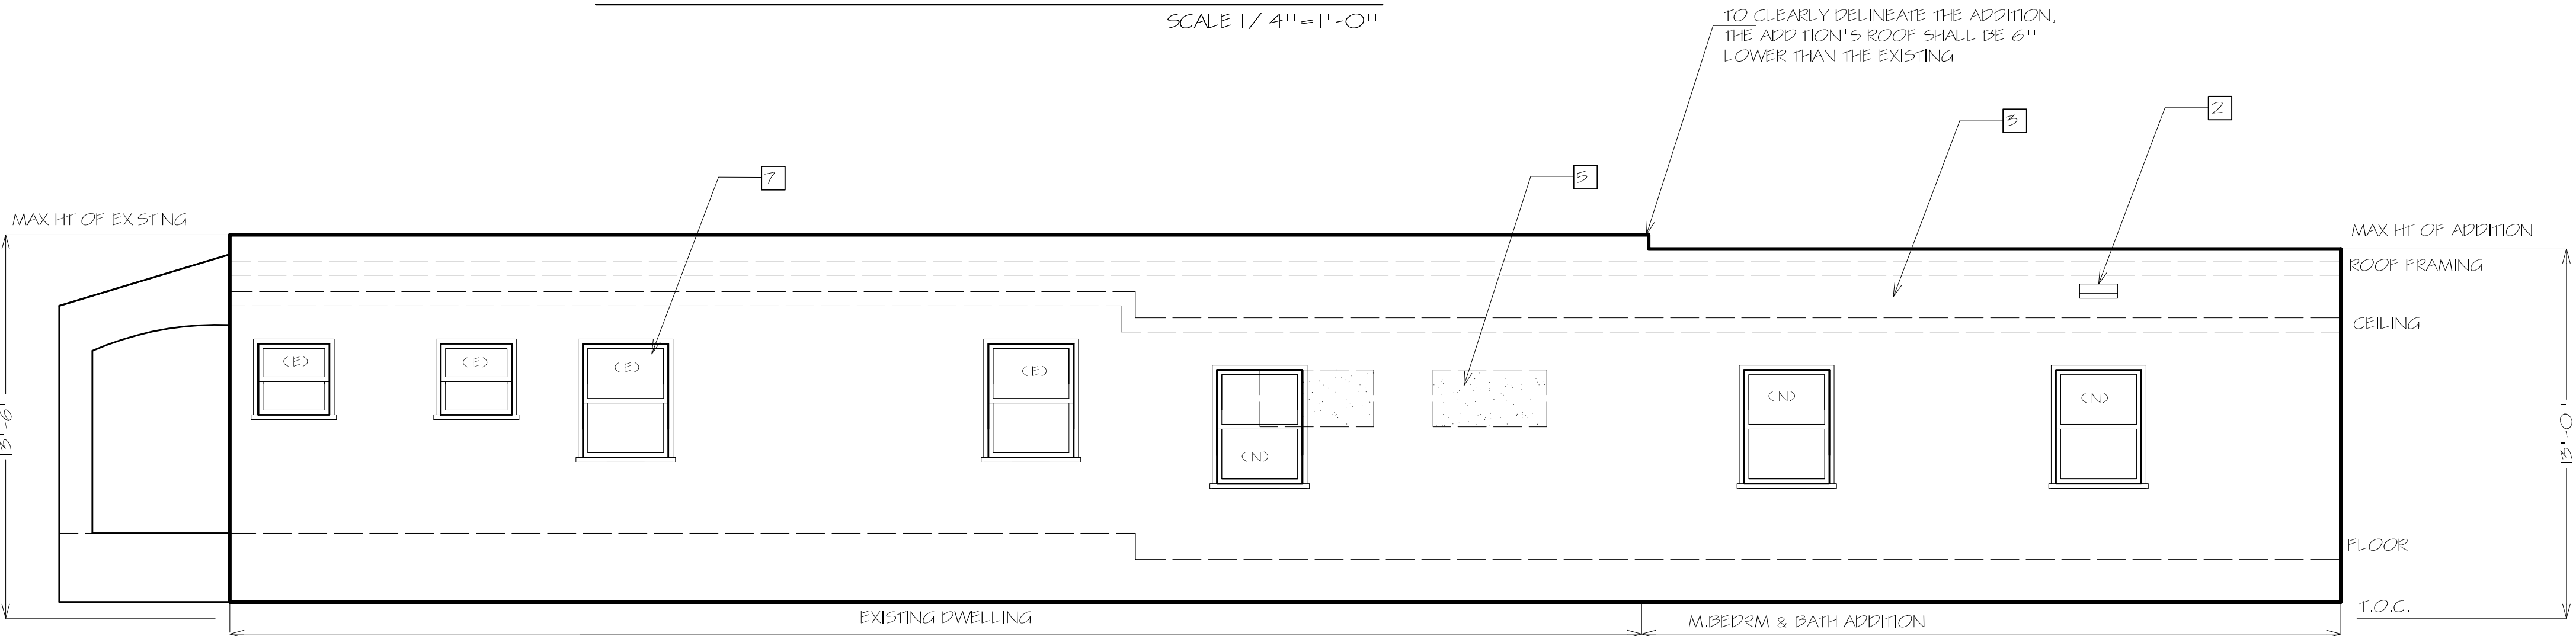 SCALE 1/4"=1'-0"
TO CLEARLY DELINEATE THE ADDITION,
THE ADDITION'S ROOF SHALL BE 6"
LOWER THAN THE EXISTING
2
3
7
5
MAX HT OF EXISTING
MAX HT OF ADDITION
ROOF FRAMING
CEILING
(E)
(E)
(E)
(E)
(N)
(N)
(N)
13'-6"
13'-0"
FLOOR
T.O.C.
EXISTING DWELLING
M.BEDRM & BATH ADDITION